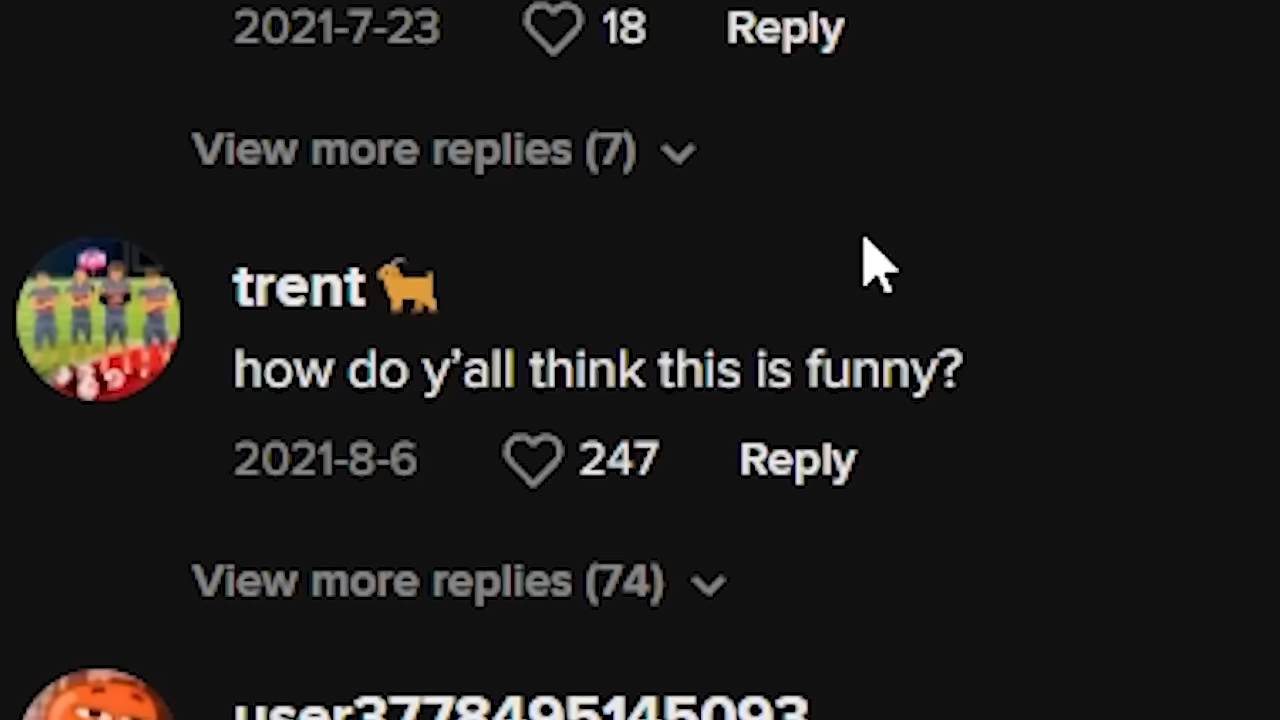 2021-7-23 18 Reply
View more replies (7)
trent
how do y'all think this is funny?
2021-8-6 247 Reply
View more replies (74)
user3778495145093